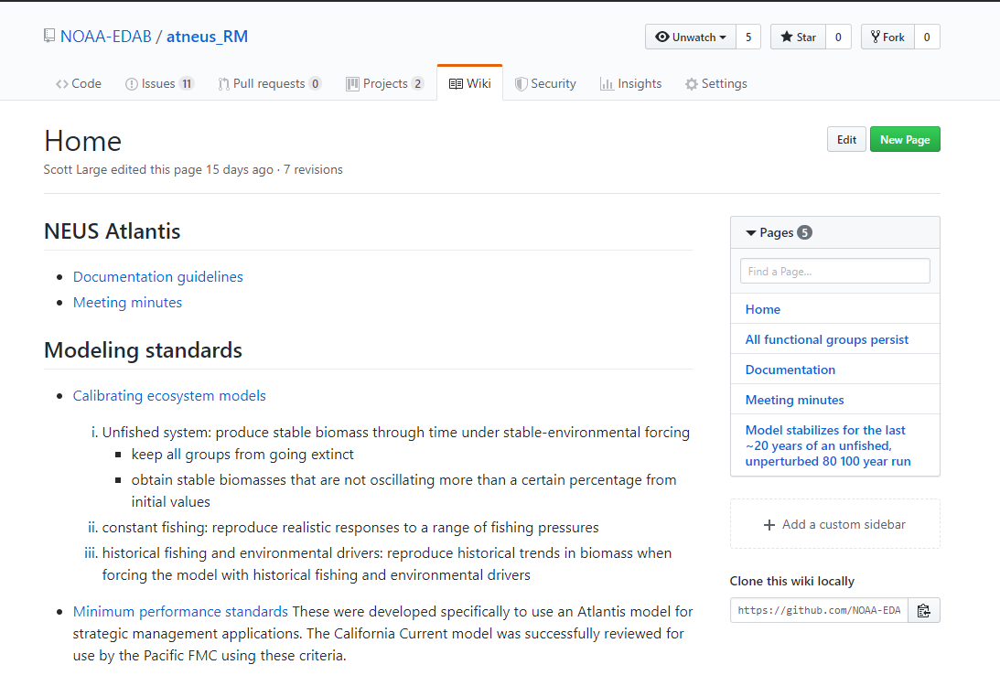 NOAA-EDAB / atneus_RM
Unwatch 5 Star 0 Fork 0
Code Issues 11 Pull requests 0 Projects 2 Wiki Security Insights Settings
Home
Edit New Page
Scott Large edited this page 15 days ago · 7 revisions
NEUS Atlantis
• Documentation guidelines
• Meeting minutes
Modeling standards
• Calibrating ecosystem models
i. Unfished system: produce stable biomass through time under stable-environmental forcing
▪ keep all groups from going extinct
▪ obtain stable biomasses that are not oscillating more than a certain percentage from
initial values
ii. constant fishing: reproduce realistic responses to a range of fishing pressures
iii. historical fishing and environmental drivers: reproduce historical trends in biomass when
forcing the model with historical fishing and environmental drivers
• Minimum performance standards These were developed specifically to use an Atlantis model for
strategic management applications. The California Current model was successfully reviewed for
use by the Pacific FMC using these criteria.
Pages 5
Find a Page...
Home
All functional groups persist
Documentation
Meeting minutes
Model stabilizes for the last
~20 years of an unfished,
unperturbed 80 100 year run
+ Add a custom sidebar
Clone this wiki locally
https://github.com/NOAA-EDA